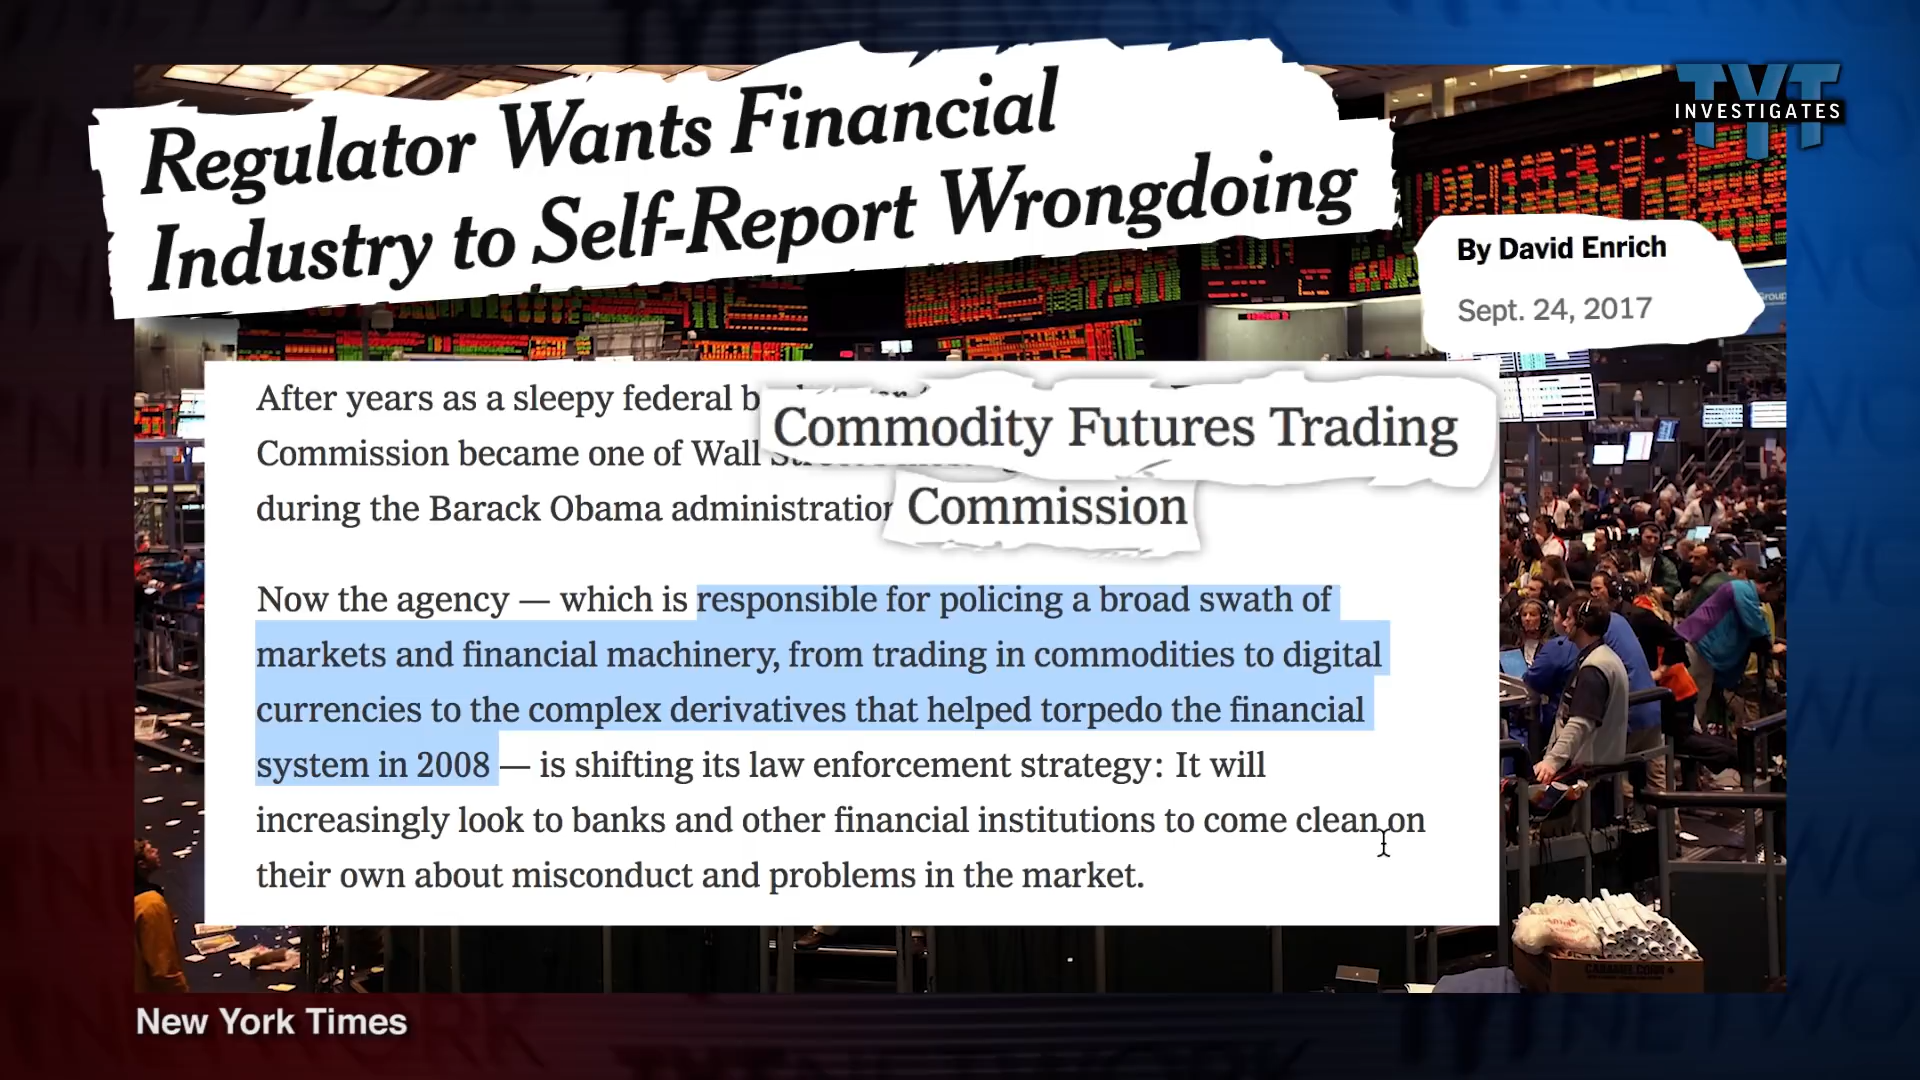 TYT
INVESTIGATES
Regulator Wants Financial
Industry to Self-Report Wrongdoing
By David Enrich
Sept. 24, 2017
After years as a sleepy federal
Commodity Futures Trading
Commission became one of Wall
during the Barack Obama administration
Commission
Now the agency — which is responsible for policing a broad swath of
markets and financial machinery, from trading in commodities to digital
currencies to the complex derivatives that helped torpedo the financial
system in 2008 — is shifting its law enforcement strategy: It will
increasingly look to banks and other financial institutions to come clean on
their own about misconduct and problems in the market.
New York Times